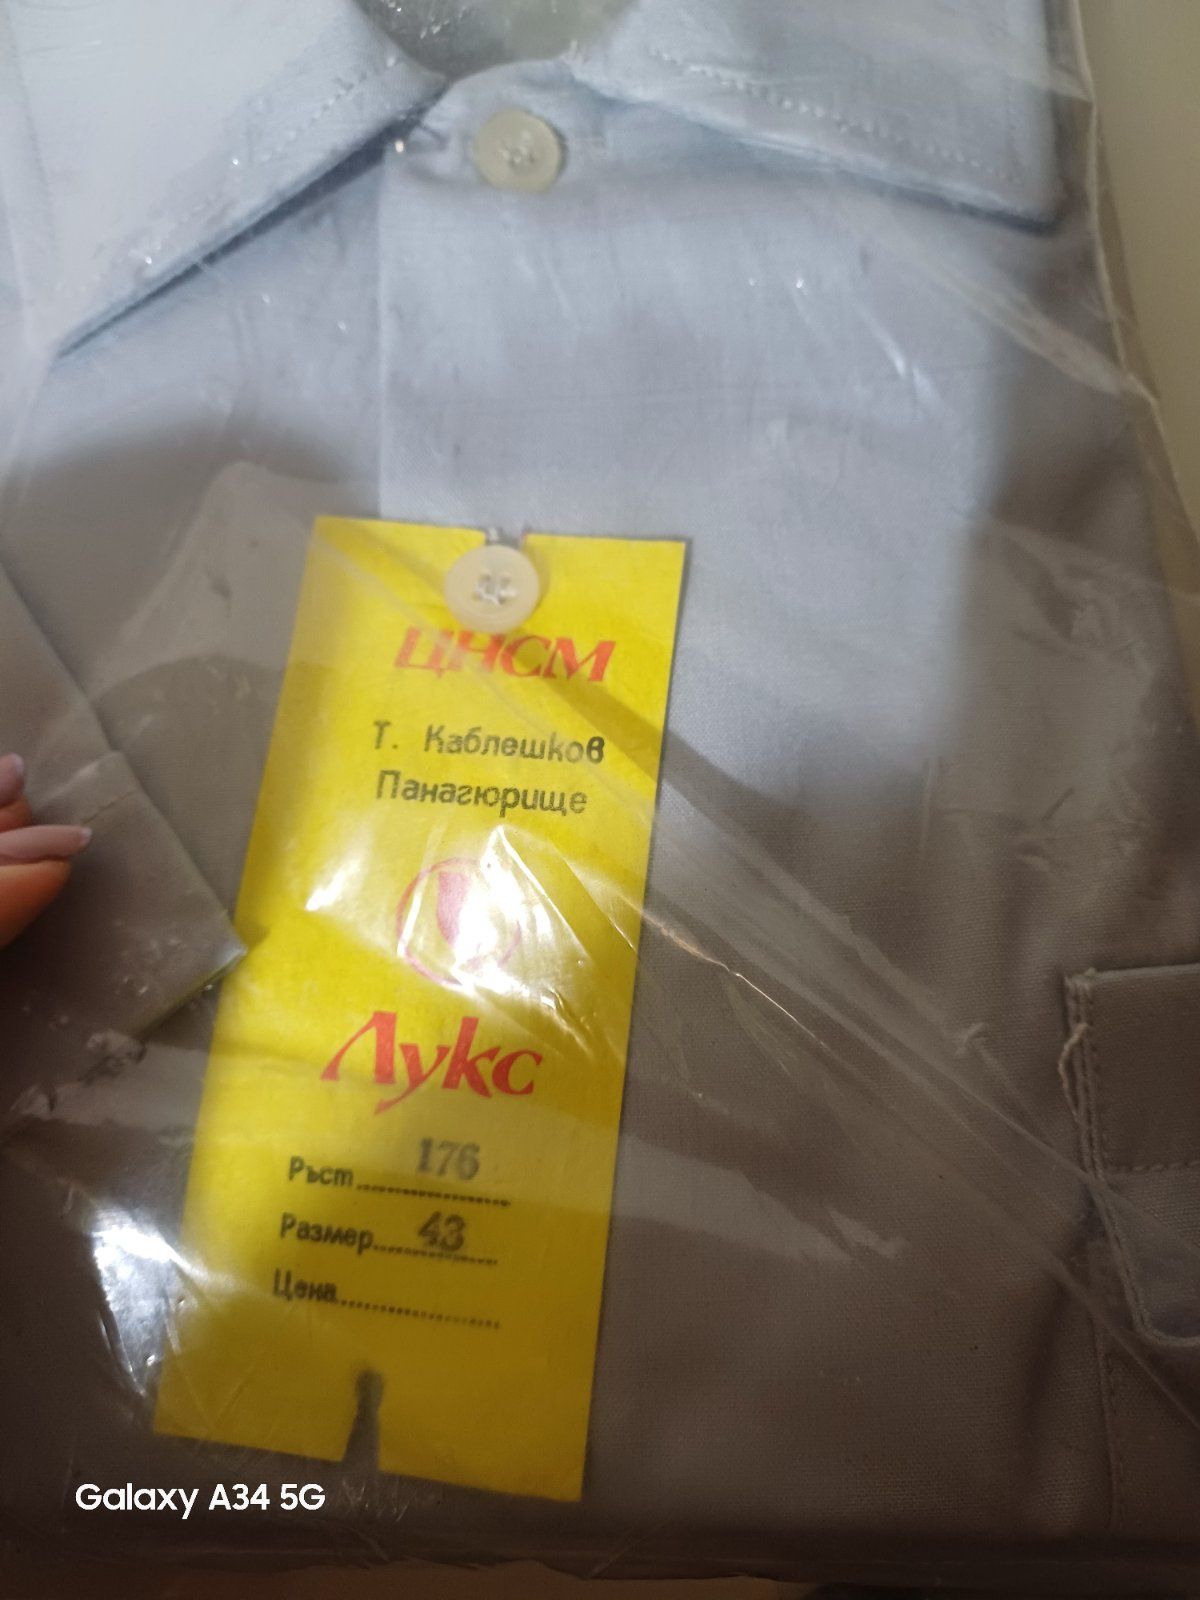 ЦНСМ
Т. Каблешков
Панагюрище
Лукс
Ръст 176
Размер 43
Цена
Galaxy A34 5G